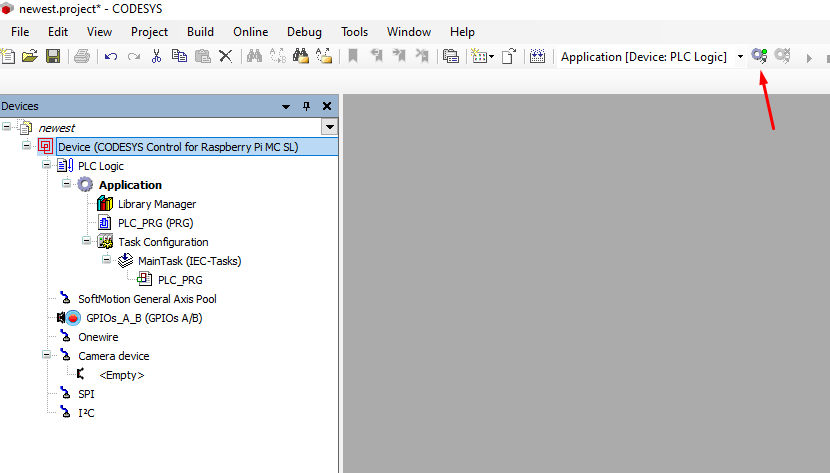 newest.project* - CODESYS
File Edit View Project Build Online Debug Tools Window Help
Application [Device: PLC Logic]
Devices
newest
Device (CODESYS Control for Raspberry Pi MC SL)
PLC Logic
Application
Library Manager
PLC_PRG (PRG)
Task Configuration
MainTask (IEC-Tasks)
PLC_PRG
SoftMotion General Axis Pool
GPIOs_A_B (GPIOs A/B)
Onewire
Camera device
<Empty>
SPI
I²C